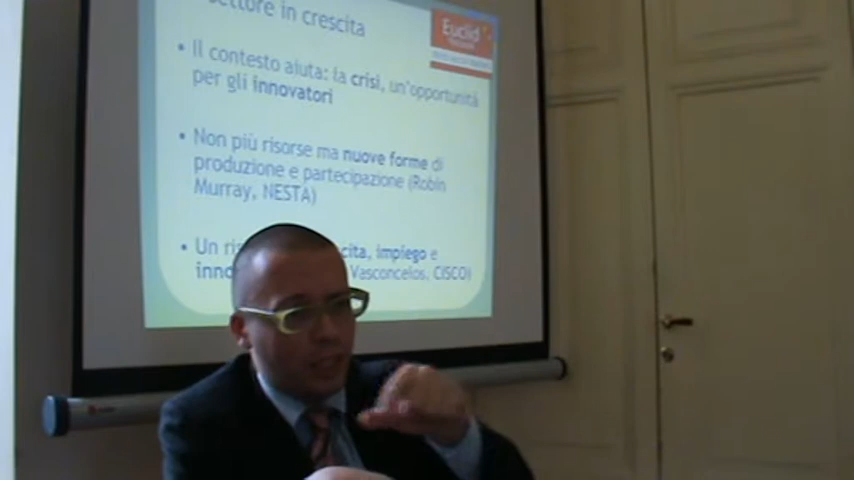 settore in crescita
Euclid
• Il contesto aiuta: la crisi, un'opportunità
per gli innovatori
• Non più risorse ma nuove forme di
produzione e partecipazione (Robin
Murray, NESTA)
• Un cita, impiego e
inno Vasconcelos, CISCO)